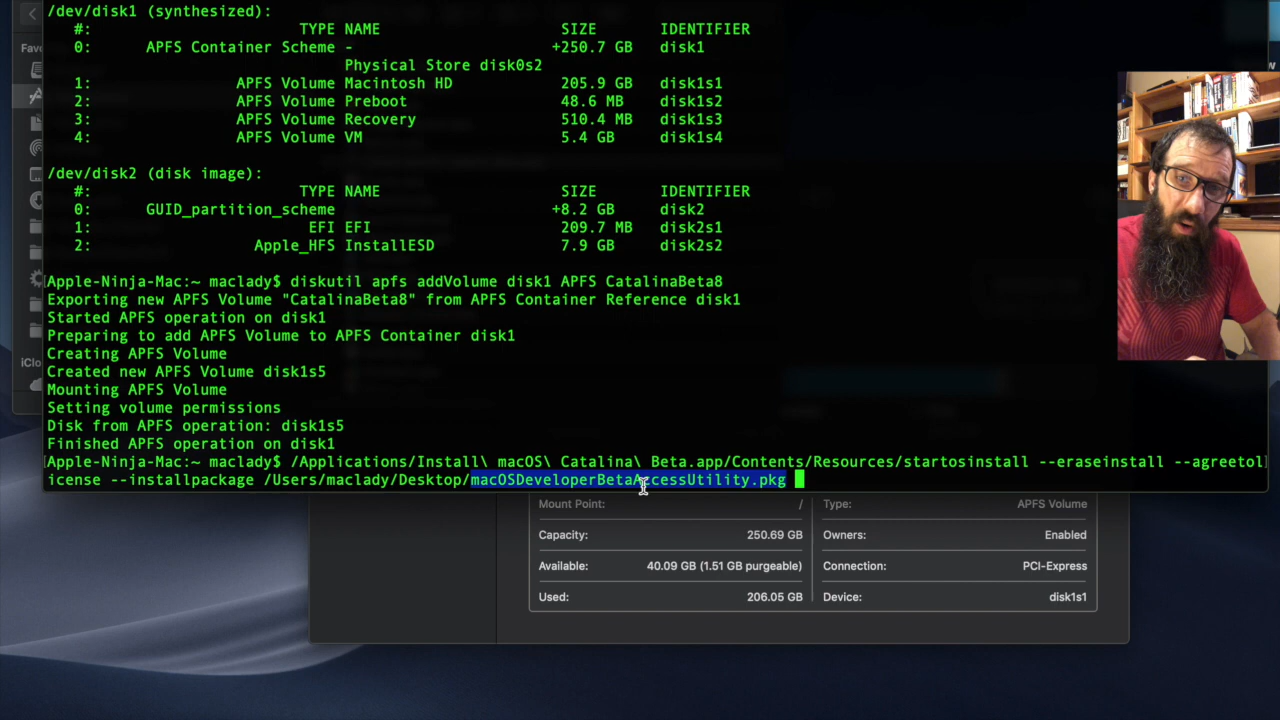 /dev/disk1 (synthesized):
#: TYPE NAME SIZE IDENTIFIER
0: APFS Container Scheme - +250.7 GB disk1
Physical Store disk0s2
1: APFS Volume Macintosh HD 205.9 GB disk1s1
2: APFS Volume Preboot 48.6 MB disk1s2
3: APFS Volume Recovery 510.4 MB disk1s3
4: APFS Volume VM 5.4 GB disk1s4
/dev/disk2 (disk image):
#: TYPE NAME SIZE IDENTIFIER
0: GUID_partition_scheme +8.2 GB disk2
1: EFI EFI 209.7 MB disk2s1
2: Apple_HFS InstallESD 7.9 GB disk2s2
[Apple-Ninja-Mac:~ maclady$ diskutil apfs addVolume disk1 APFS CatalinaBeta8
Exporting new APFS Volume "CatalinaBeta8" from APFS Container Reference disk1
Started APFS operation on disk1
Preparing to add APFS Volume to APFS Container disk1
Creating APFS Volume
Created new APFS Volume disk1s5
Mounting APFS Volume
Setting volume permissions
Disk from APFS operation: disk1s5
Finished APFS operation on disk1
[Apple-Ninja-Mac:~ maclady$ /Applications/Install\ macOS\ Catalina\ Beta.app/Contents/Resources/startosinstall --eraseinstall --agreetol]
icense --installpackage /Users/maclady/Desktop/macOSDeveloperBetaAccessUtility.pkg
Mount Point: / Type: APFS Volume
Capacity: 250.69 GB Owners: Enabled
Available: 40.09 GB (1.51 GB purgeable) Connection: PCI-Express
Used: 206.05 GB Device: disk1s1
Favo
iClo